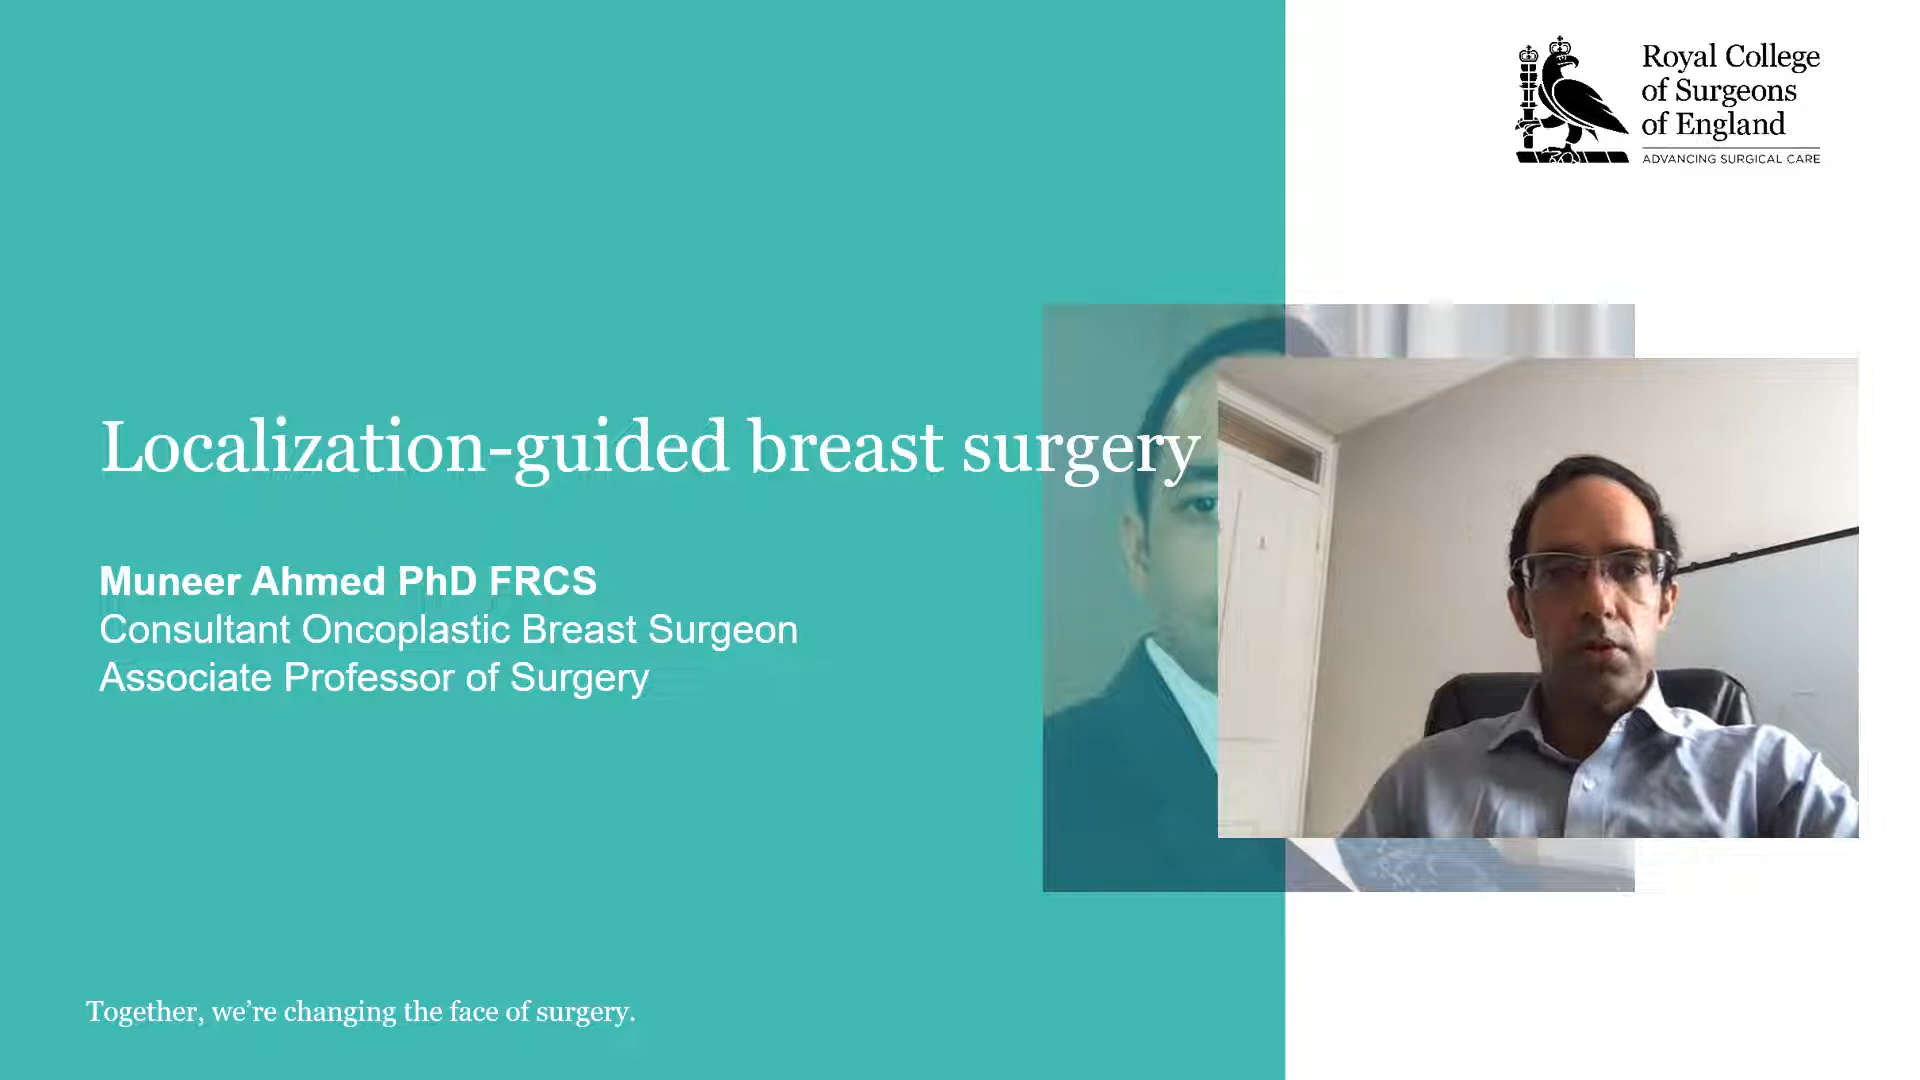 Royal College
of Surgeons
of England
ADVANCING SURGICAL CARE
Localization-guided breast surgery
Muneer Ahmed PhD FRCS
Consultant Oncoplastic Breast Surgeon
Associate Professor of Surgery
Together, we’re changing the face of surgery.